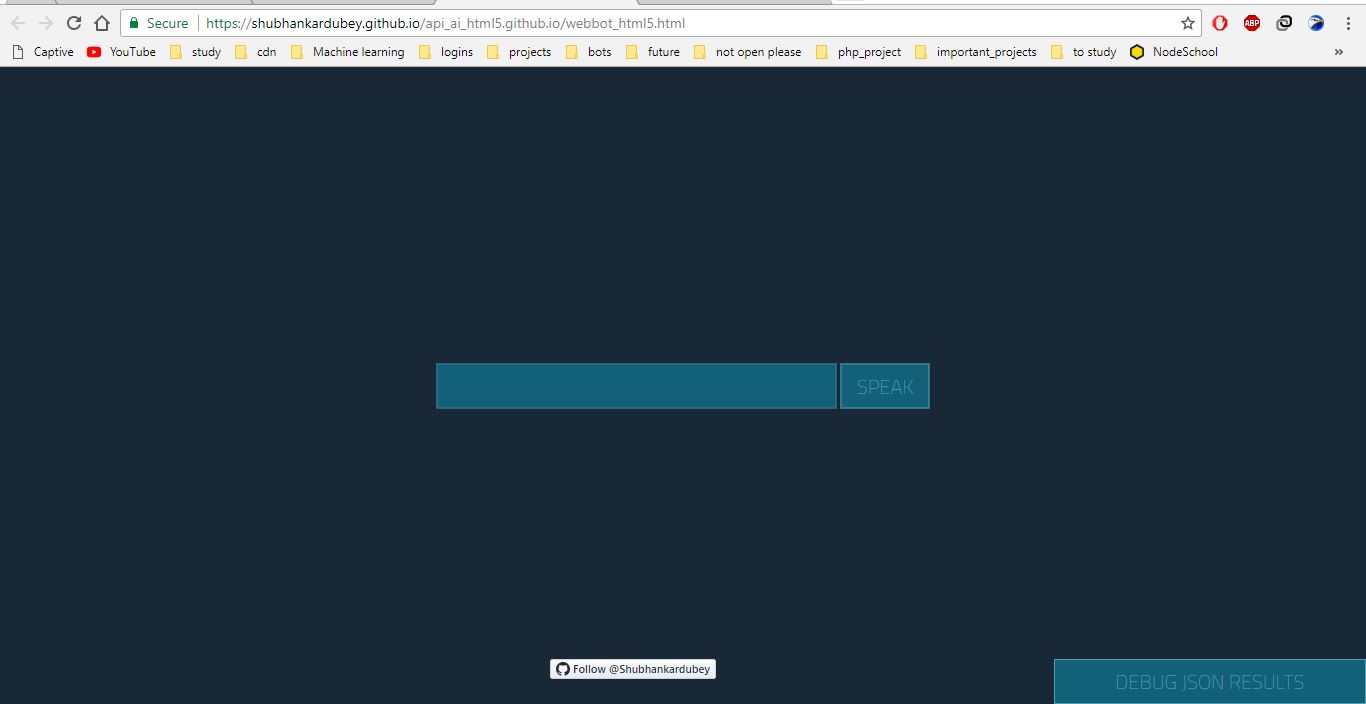 Secure https://shubhankardubey.github.io/api_ai_html5.github.io/webbot_html5.html
ABP
Captive YouTube study cdn Machine learning logins projects bots future not open please php_project important_projects to study NodeSchool »
SPEAK
Follow @Shubhankardubey
DEBUG JSON RESULTS